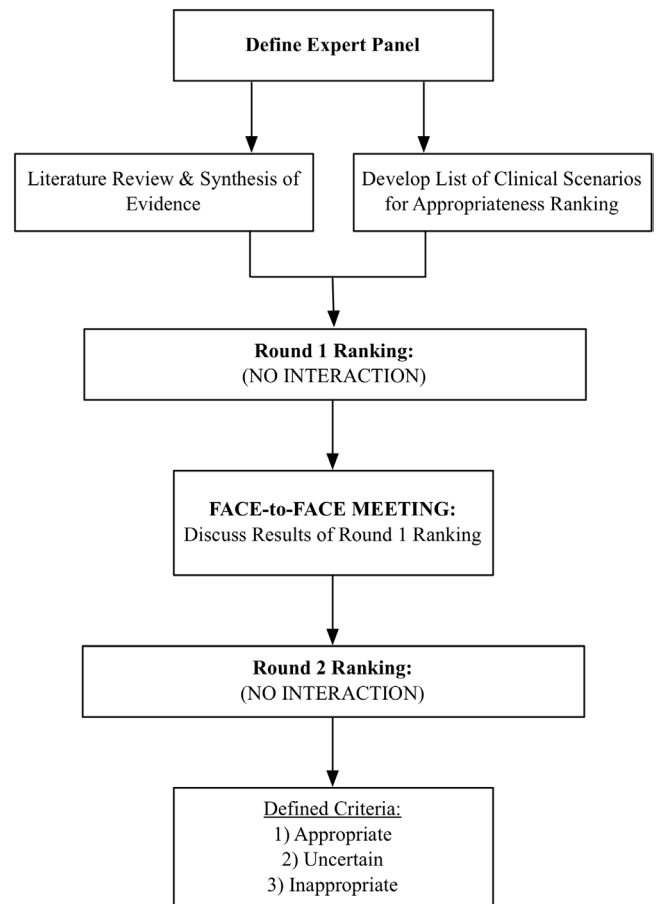 Define Expert Panel
Literature Review & Synthesis of
Evidence
Develop List of Clinical Scenarios
for Appropriateness Ranking
Round 1 Ranking:
(NO INTERACTION)
FACE-to-FACE MEETING:
Discuss Results of Round 1 Ranking
Round 2 Ranking:
(NO INTERACTION)
Defined Criteria:
1) Appropriate
2) Uncertain
3) Inappropriate